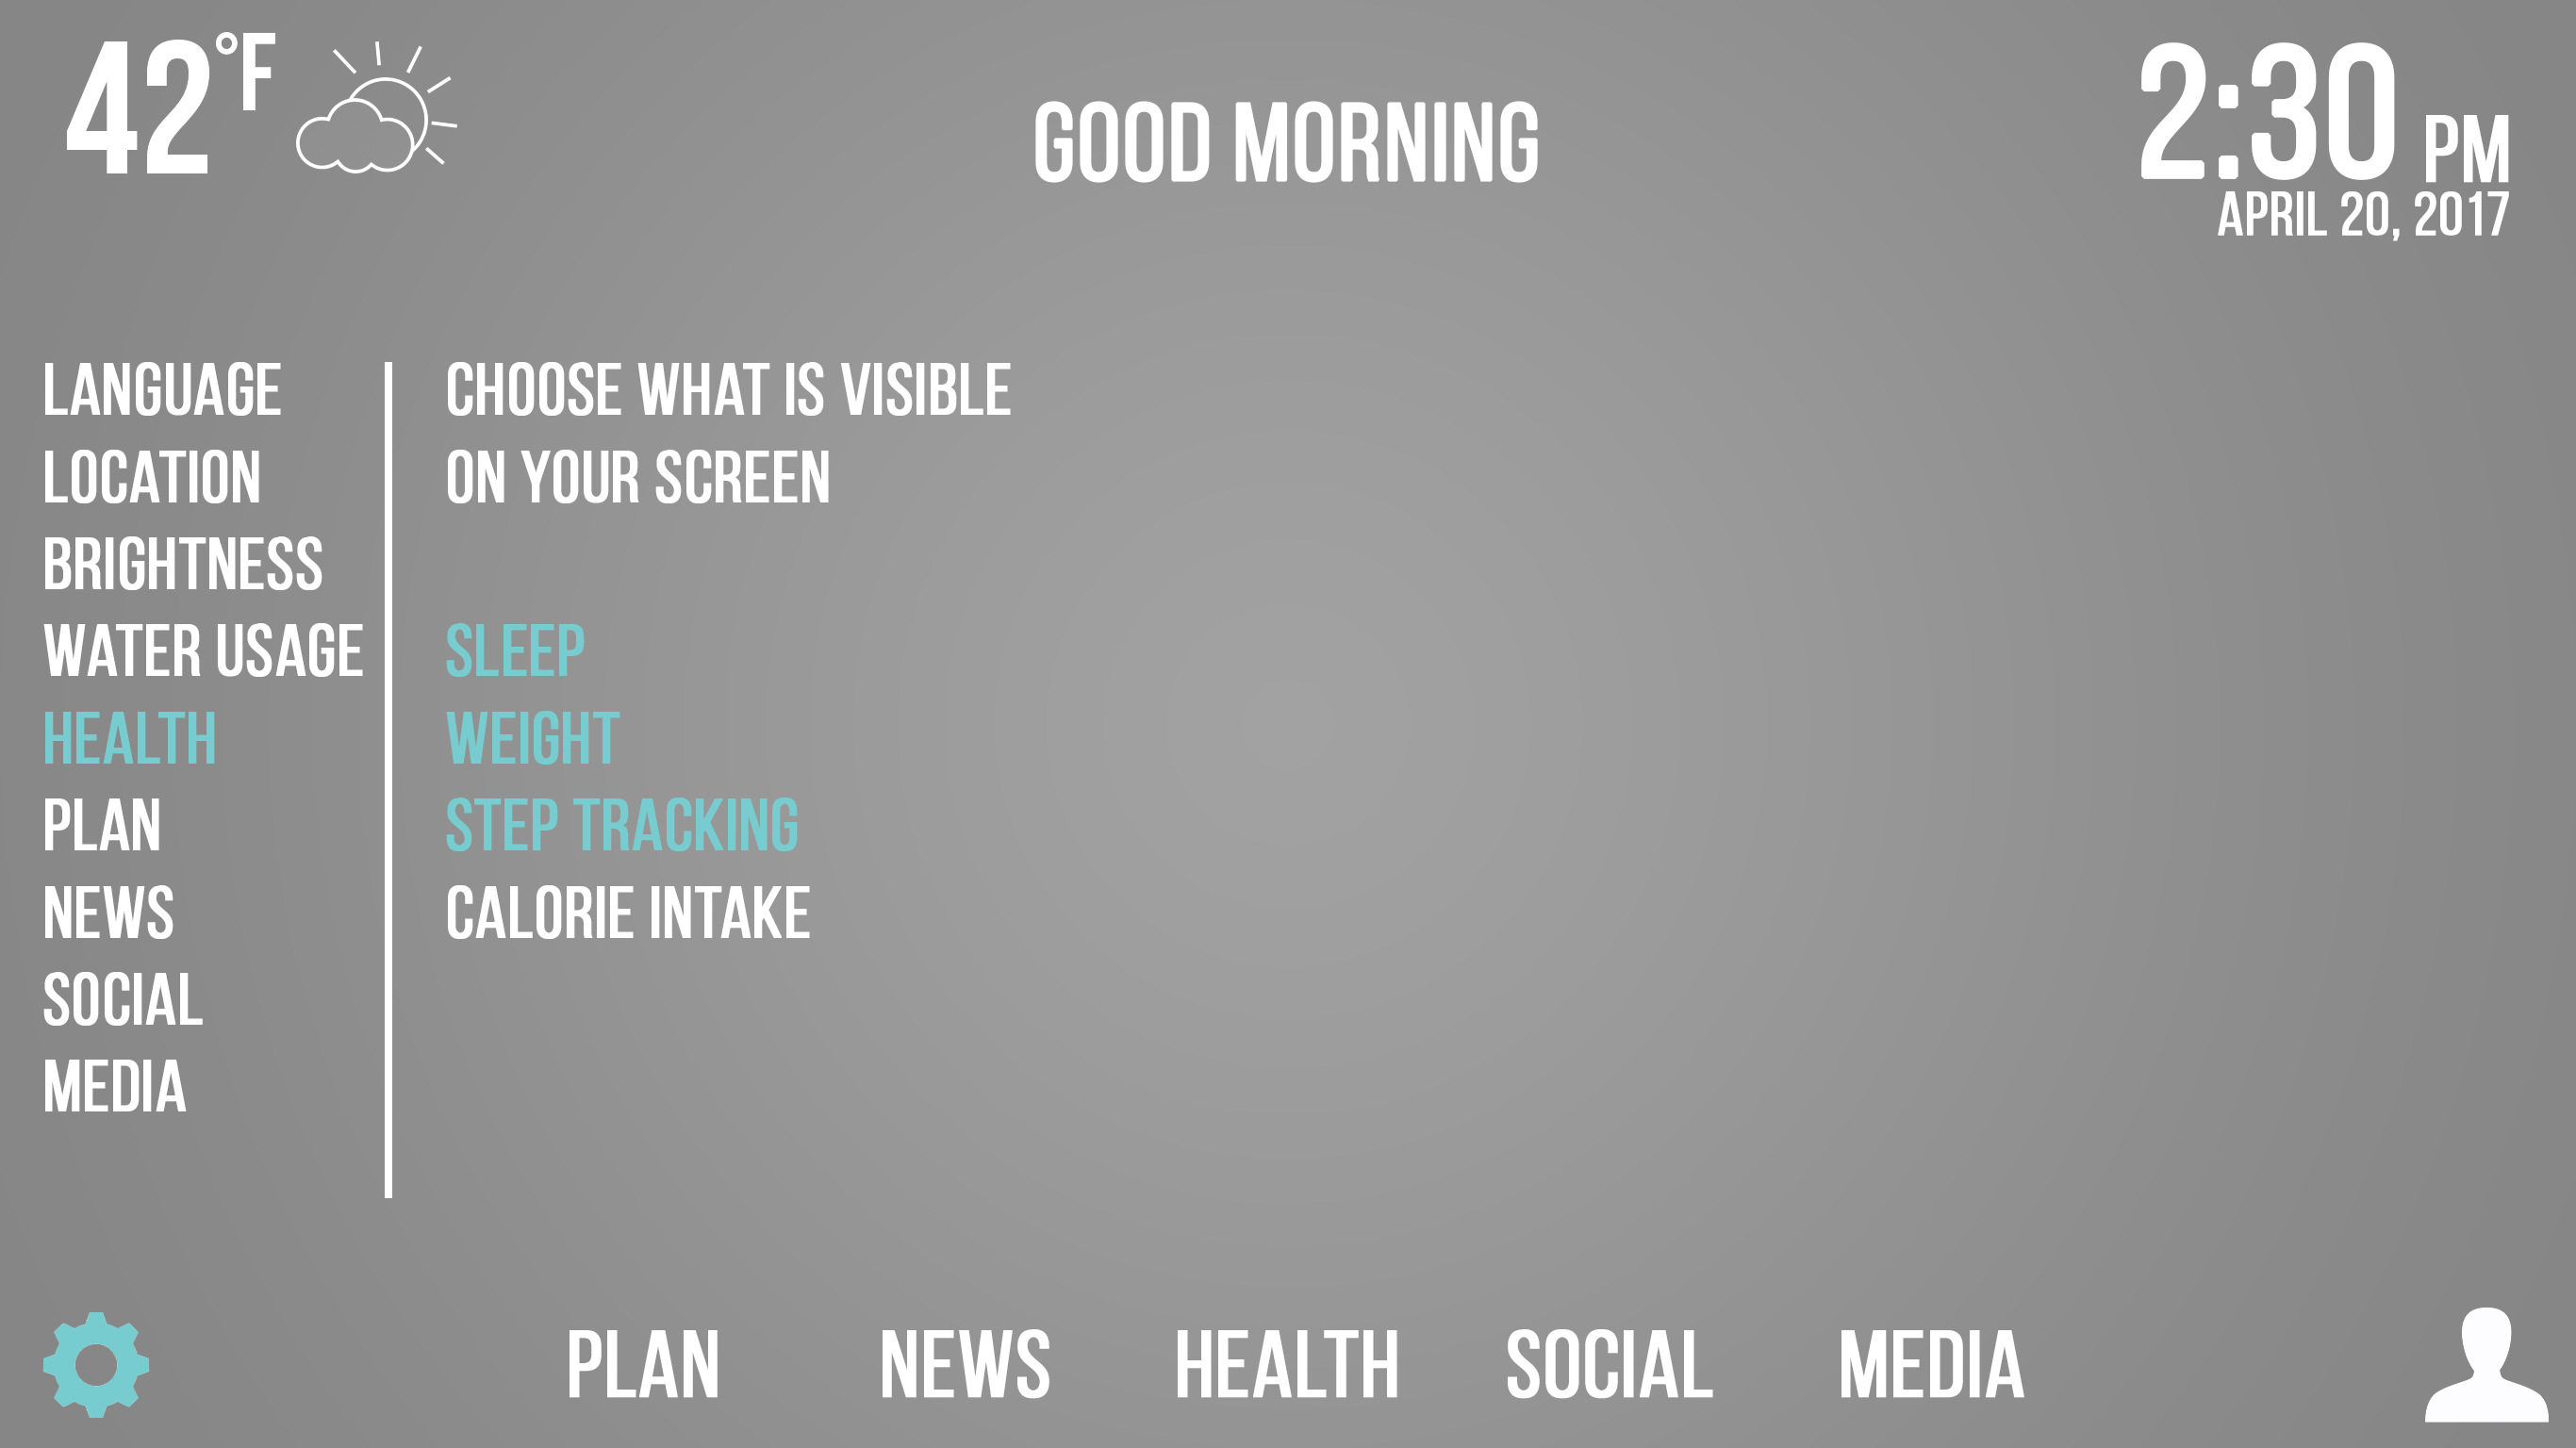 42°F
GOOD MORNING
2:30 PM
APRIL 20, 2017
LANGUAGE
LOCATION
BRIGHTNESS
WATER USAGE
HEALTH
PLAN
NEWS
SOCIAL
MEDIA
CHOOSE WHAT IS VISIBLE
ON YOUR SCREEN
SLEEP
WEIGHT
STEP TRACKING
CALORIE INTAKE
PLAN NEWS HEALTH SOCIAL MEDIA